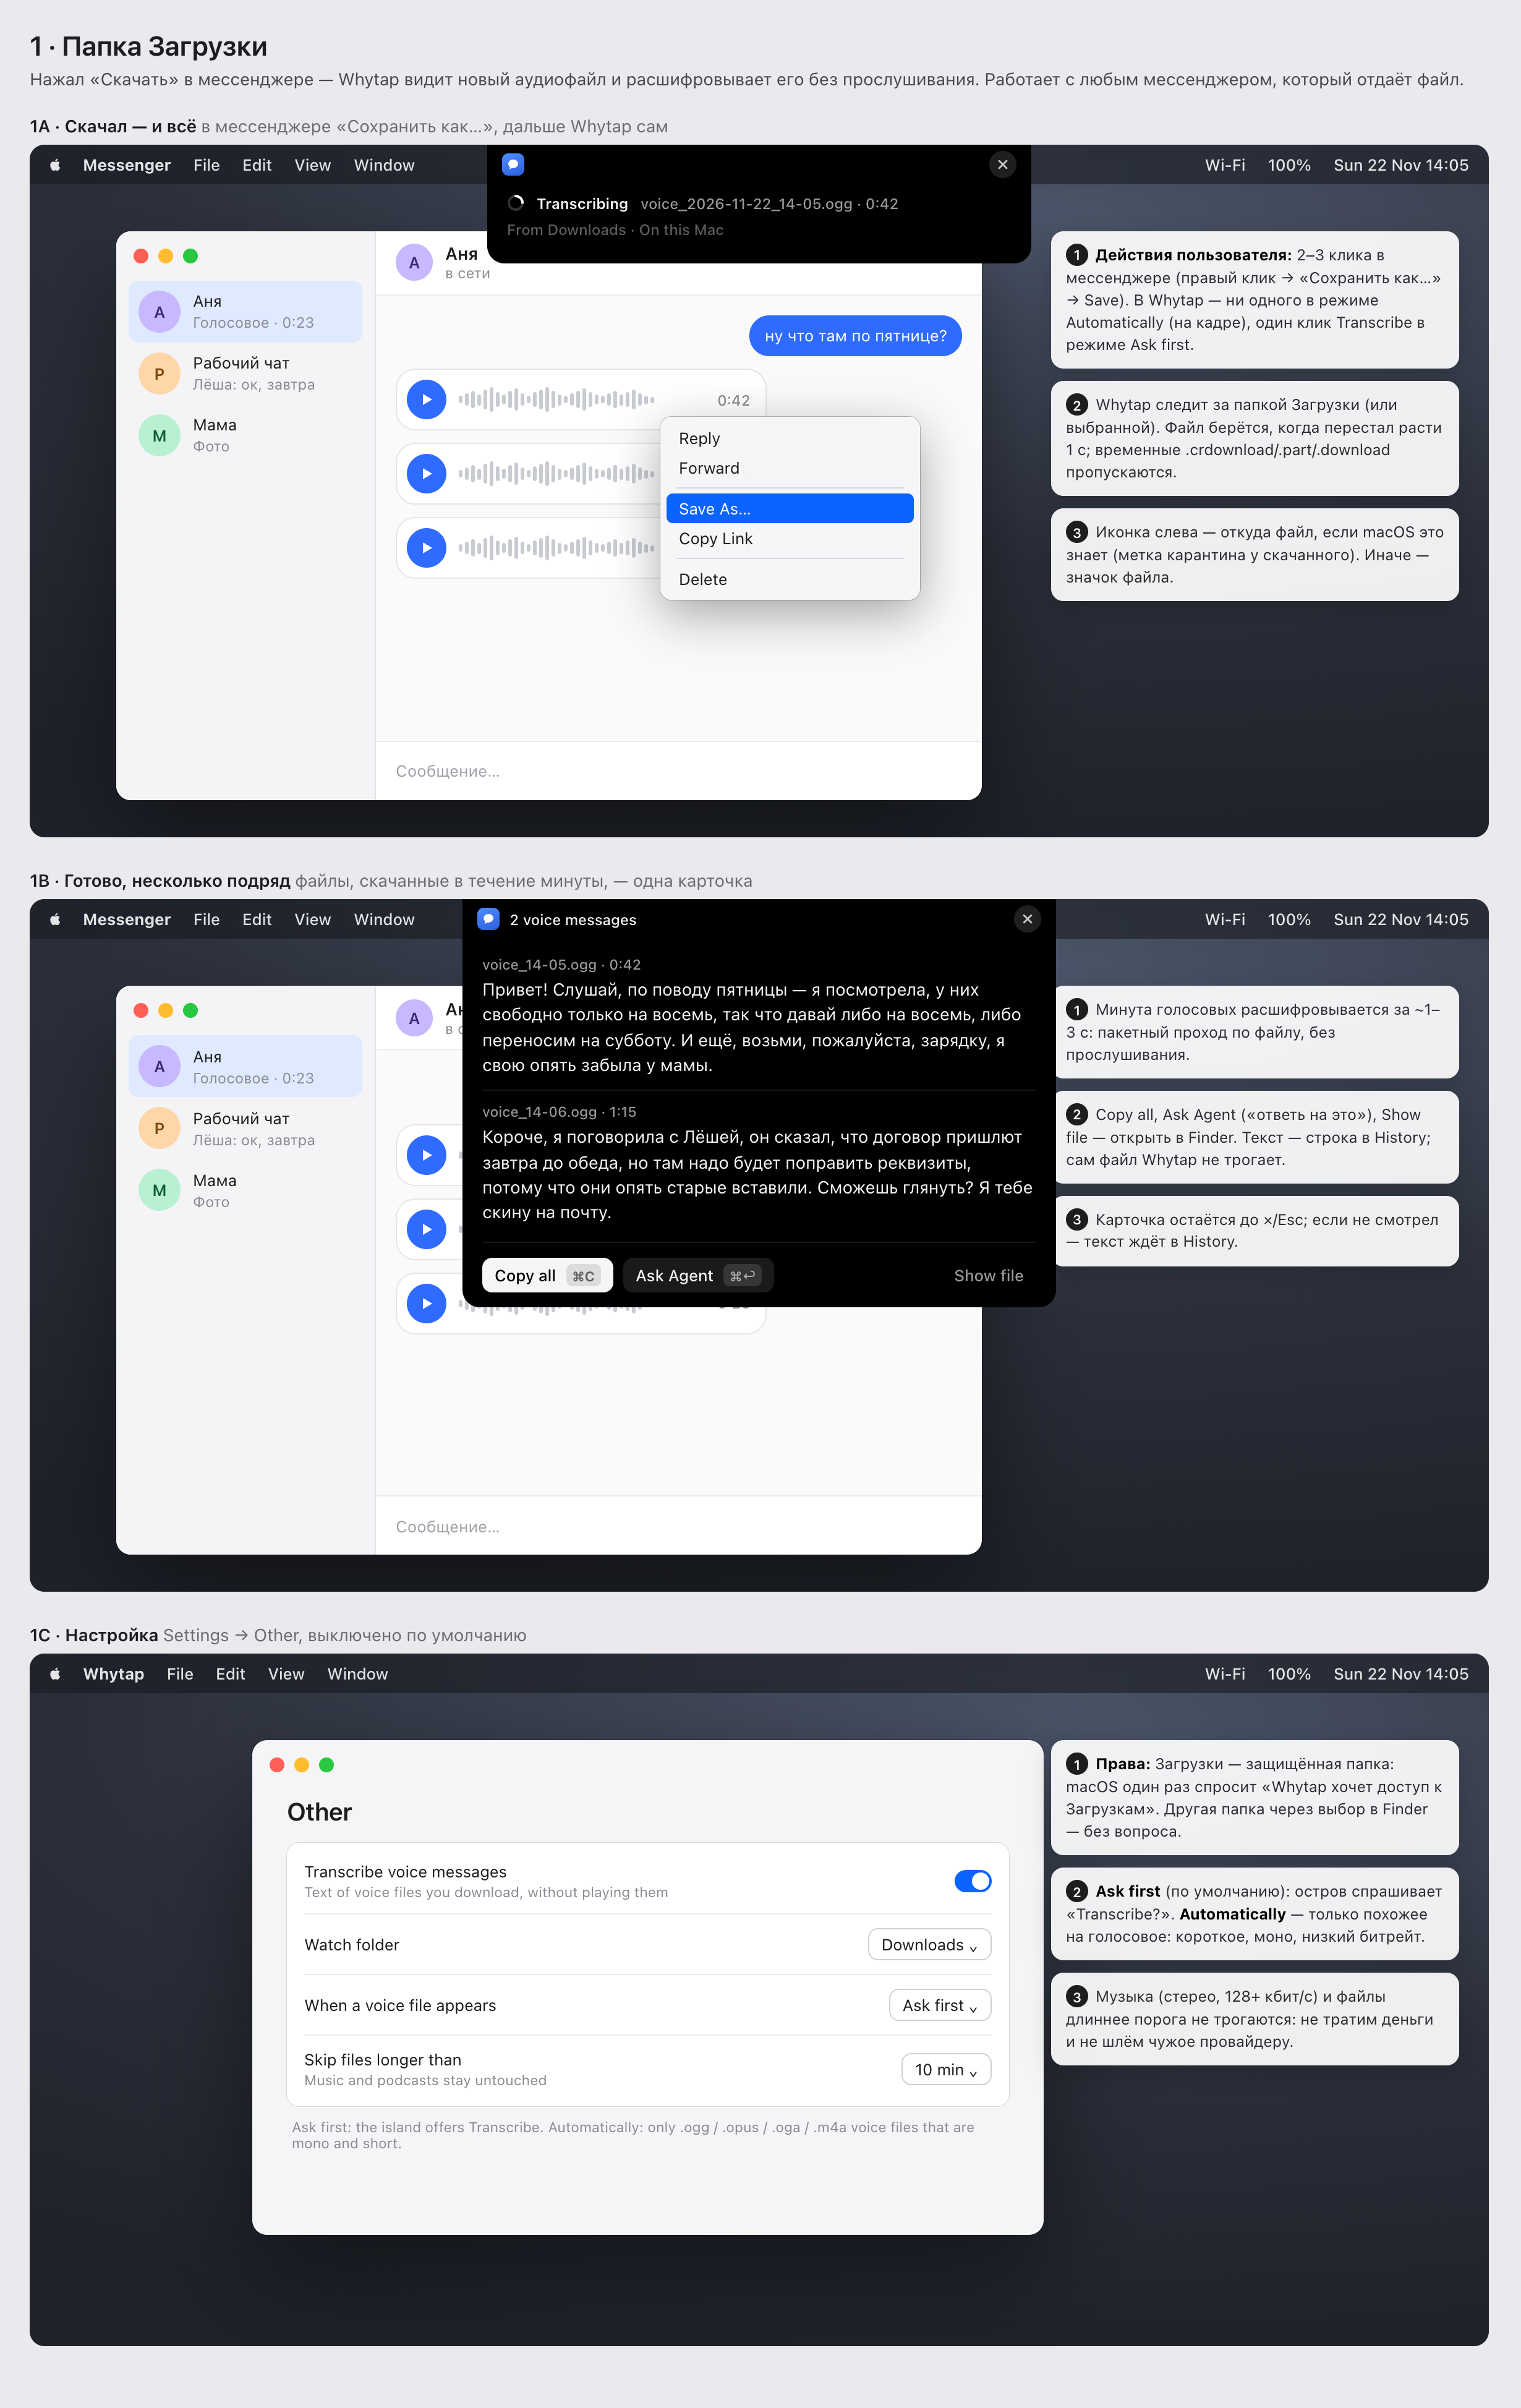 1 · Папка Загрузки
Нажал «Скачать» в мессенджере — Whytap видит новый аудиофайл и расшифровывает его без прослушивания. Работает с любым мессенджером, который отдаёт файл.
1A · Скачал — и всё в мессенджере «Сохранить как…», дальше Whytap сам
Messenger File Edit View Window
Wi-Fi 100% Sun 22 Nov 14:05
Transcribing voice_2026-11-22_14-05.ogg · 0:42
From Downloads · On this Mac
А
Аня
Голосовое · 0:23
Р
Рабочий чат
Лёша: ок, завтра
М
Мама
Фото
А
Аня
в сети
ну что там по пятнице?
0:42
Reply
Forward
Save As…
Copy Link
Delete
Сообщение…
1 Действия пользователя: 2–3 клика в
мессенджере (правый клик → «Сохранить как…»
→ Save). В Whytap — ни одного в режиме
Automatically (на кадре), один клик Transcribe в
режиме Ask first.
2 Whytap следит за папкой Загрузки (или
выбранной). Файл берётся, когда перестал расти
1 с; временные .crdownload/.part/.download
пропускаются.
3 Иконка слева — откуда файл, если macOS это
знает (метка карантина у скачанного). Иначе —
значок файла.
1B · Готово, несколько подряд файлы, скачанные в течение минуты, — одна карточка
Messenger File Edit View Window
Wi-Fi 100% Sun 22 Nov 14:05
2 voice messages
voice_14-05.ogg · 0:42
Привет! Слушай, по поводу пятницы — я посмотрела, у них
свободно только на восемь, так что давай либо на восемь, либо
переносим на субботу. И ещё, возьми, пожалуйста, зарядку, я
свою опять забыла у мамы.
voice_14-06.ogg · 1:15
Короче, я поговорила с Лёшей, он сказал, что договор пришлют
завтра до обеда, но там надо будет поправить реквизиты,
потому что они опять старые вставили. Сможешь глянуть? Я тебе
скину на почту.
Copy all ⌘C Ask Agent ⌘↩ Show file
А
Аня
Голосовое · 0:23
Р
Рабочий чат
Лёша: ок, завтра
М
Мама
Фото
А
Сообщение…
1 Минута голосовых расшифровывается за ~1–
3 с: пакетный проход по файлу, без
прослушивания.
2 Copy all, Ask Agent («ответь на это»), Show
file — открыть в Finder. Текст — строка в History;
сам файл Whytap не трогает.
3 Карточка остаётся до ×/Esc; если не смотрел
— текст ждёт в History.
1C · Настройка Settings → Other, выключено по умолчанию
Whytap File Edit View Window
Wi-Fi 100% Sun 22 Nov 14:05
Other
Transcribe voice messages
Text of voice files you download, without playing them
Watch folder
Downloads
When a voice file appears
Ask first
Skip files longer than
Music and podcasts stay untouched
10 min
Ask first: the island offers Transcribe. Automatically: only .ogg / .opus / .oga / .m4a voice files that are
mono and short.
1 Права: Загрузки — защищённая папка:
macOS один раз спросит «Whytap хочет доступ к
Загрузкам». Другая папка через выбор в Finder
— без вопроса.
2 Ask first (по умолчанию): остров спрашивает
«Transcribe?». Automatically — только похожее
на голосовое: короткое, моно, низкий битрейт.
3 Музыка (стерео, 128+ кбит/с) и файлы
длиннее порога не трогаются: не тратим деньги
и не шлём чужое провайдеру.